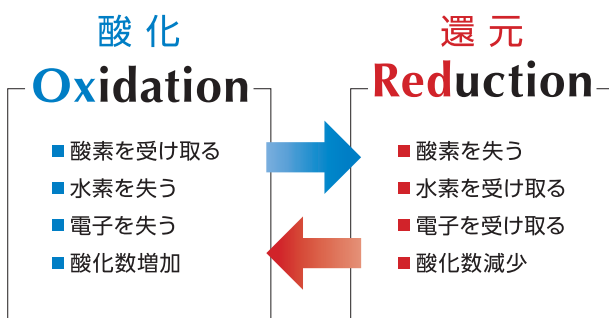 酸化
Oxidation
■ 酸素を受け取る
■ 水素を失う
■ 電子を失う
■ 酸化数増加
還元
Reduction
■ 酸素を失う
■ 水素を受け取る
■ 電子を受け取る
■ 酸化数減少